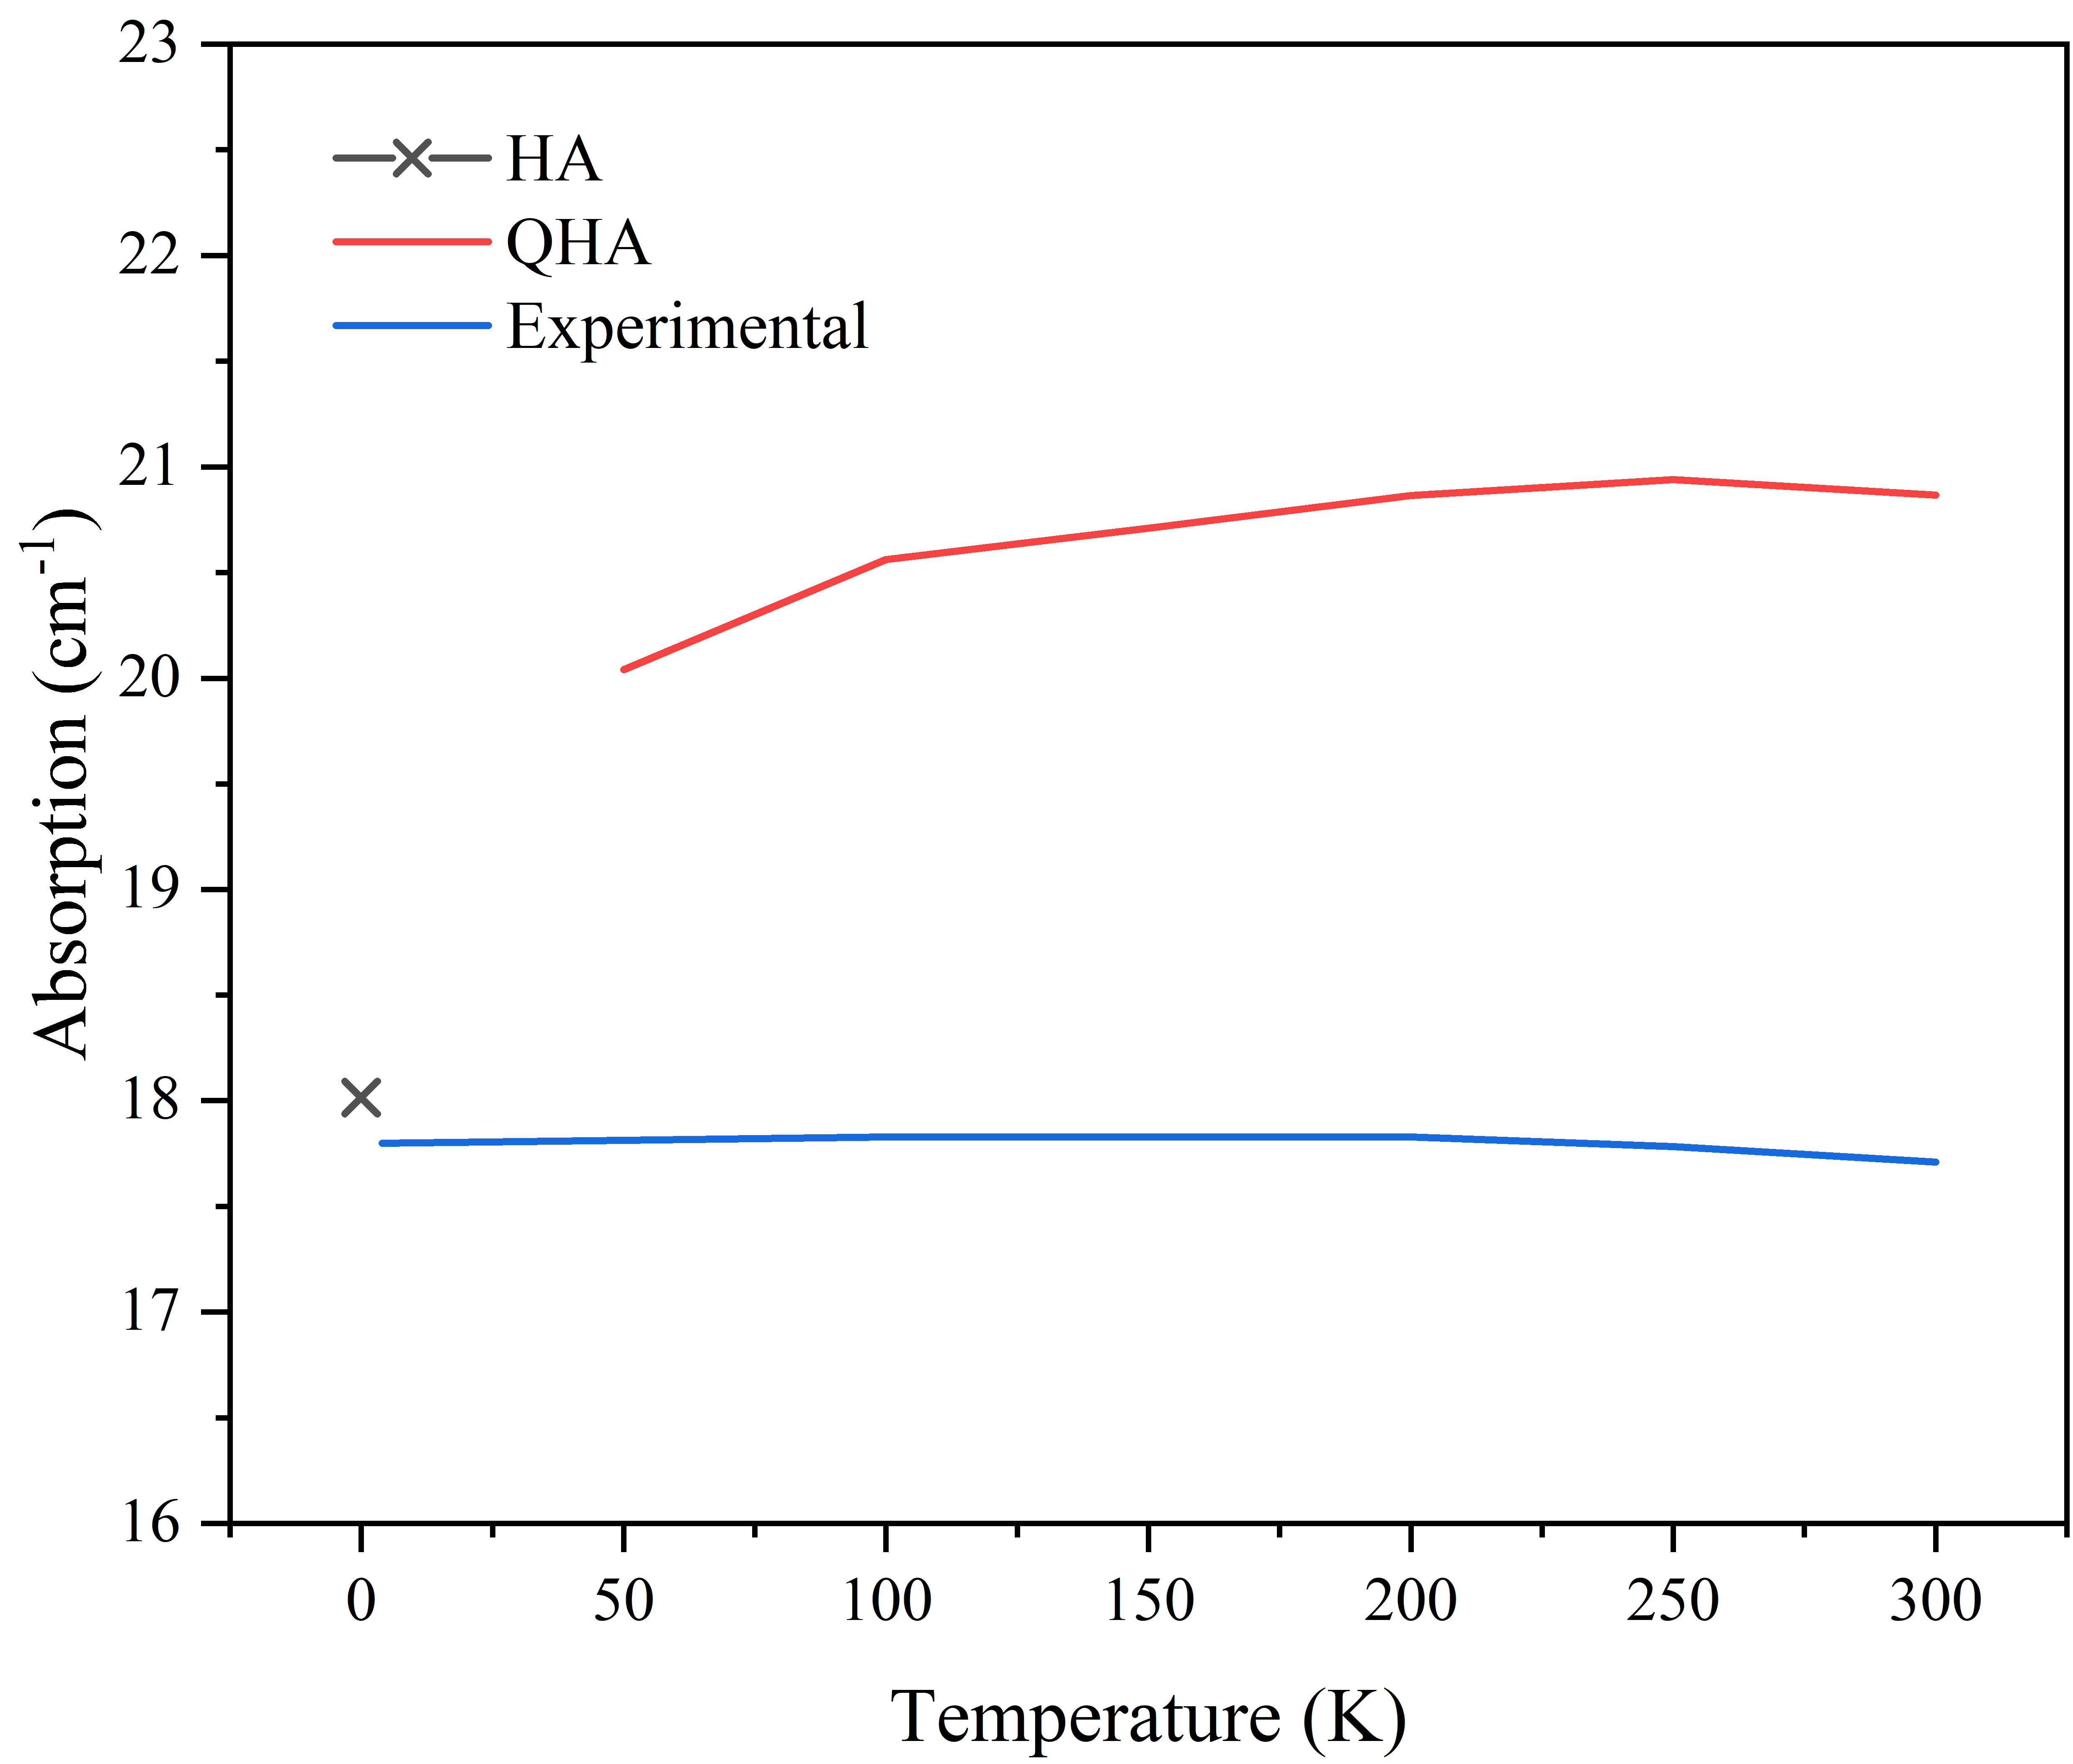 23
22
21
20
19
18
17
16
HA
QHA
Experimental
Absorption (cm⁻¹)
0 50 100 150 200 250 300
Temperature (K)